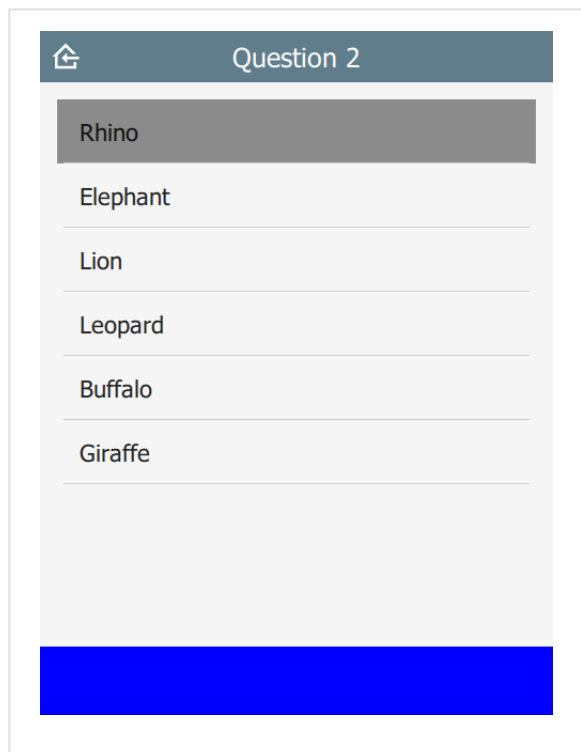 Question 2
Rhino
Elephant
Lion
Leopard
Buffalo
Giraffe